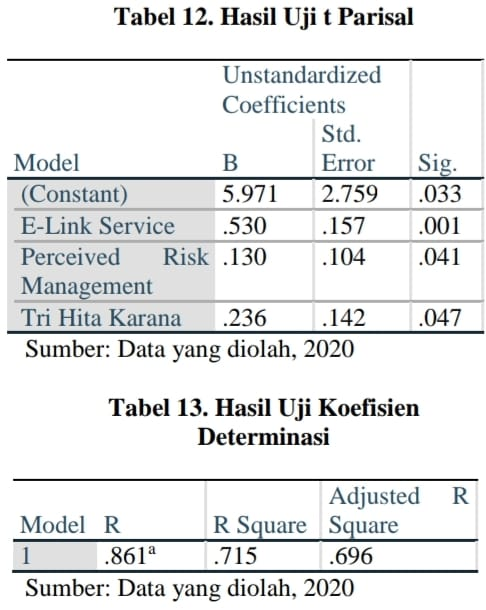 Tabel 12. Hasil Uji t Parisal
Unstandardized
Coefficients
Std.
Model B Error Sig.
(Constant) 5.971 2.759 .033
E-Link Service .530 .157 .001
Perceived Risk .130 .104 .041
Management
Tri Hita Karana .236 .142 .047
Sumber: Data yang diolah, 2020
Tabel 13. Hasil Uji Koefisien
Determinasi
Adjusted R
Model R R Square Square
1 .861ᵃ .715 .696
Sumber: Data yang diolah, 2020